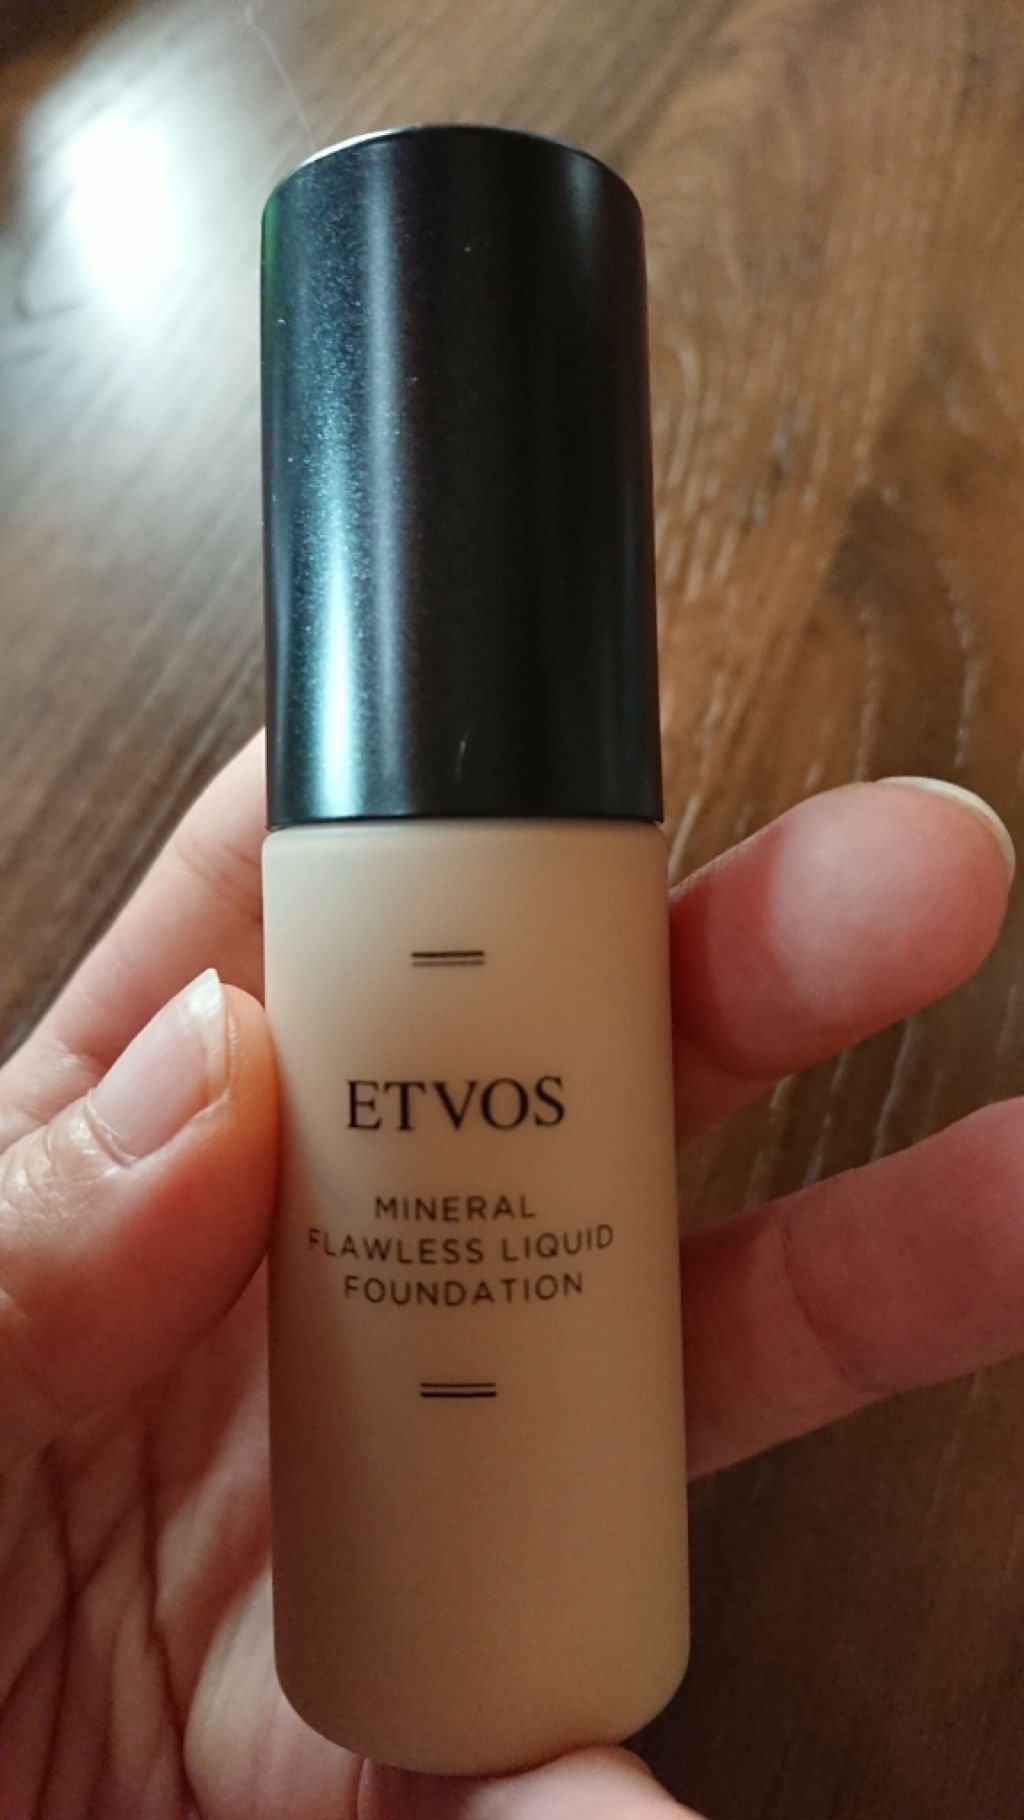 ETVOS
MINERAL
FLAWLESS LIQUID
FOUNDATION